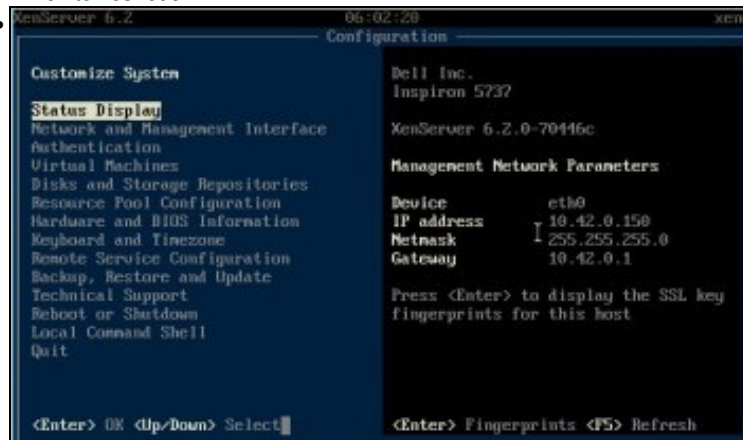 XenServer 6.2 06:02:20 xen
Configuration
Customize System
Status Display
Network and Management Interface
Authentication
Virtual Machines
Disks and Storage Repositories
Resource Pool Configuration
Hardware and BIOS Information
Keyboard and Timezone
Remote Service Configuration
Backup, Restore and Update
Technical Support
Reboot or Shutdown
Local Command Shell
Quit
<Enter> OK <Up/Down> Select
Dell Inc.
Inspiron 5737
XenServer 6.2.0-70446c
Management Network Parameters
Device eth0
IP address 10.42.0.150
Netmask 255.255.255.0
Gateway 10.42.0.1
Press <Enter> to display the SSL key
fingerprints for this host
<Enter> Fingerprints <F5> Refresh